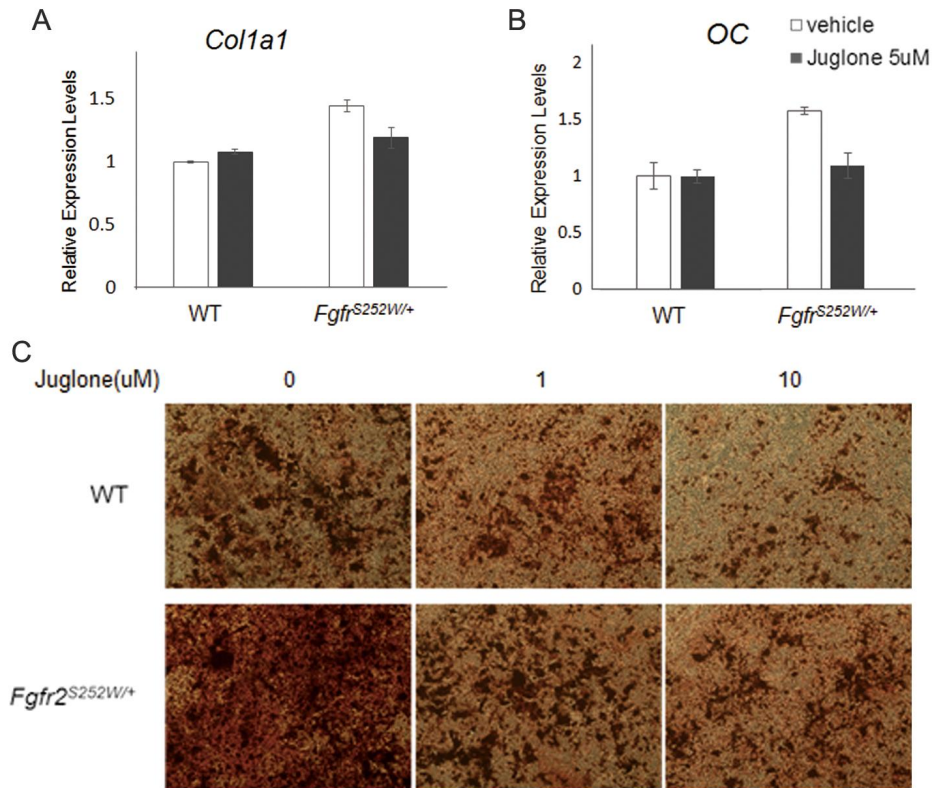 A
Col1a1
Relative Expression Levels
1.5
1
0.5
0
WT
Fgfr^S252W/+
B
OC
vehicle
Juglone 5uM
Relative Expression Levels
2
1.5
1
0.5
0
WT
Fgfr^S252W/+
C
Juglone(uM) 0 1 10
WT
Fgfr2^S252W/+